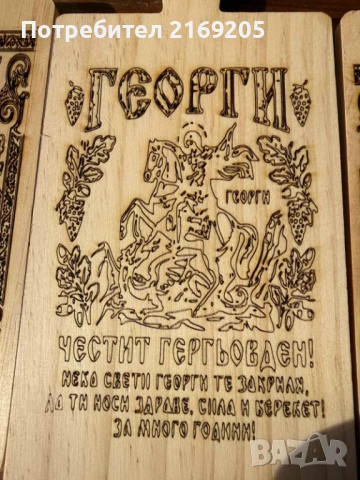 Потребител 2169205
ГЕОРГИ
ГЕОРГИ
ЧЕСТИТ ГЕРГЬОВДЕН!
НЕКА СВЕТИ ГЕОРГИ ТЕ ЗАКРИЛЯ,
ДА ТИ НОСИ ЗДРАВЕ, СИЛА И БЕРЕКЕТ!
ЗА МНОГО ГОДИНИ!
BAZAR